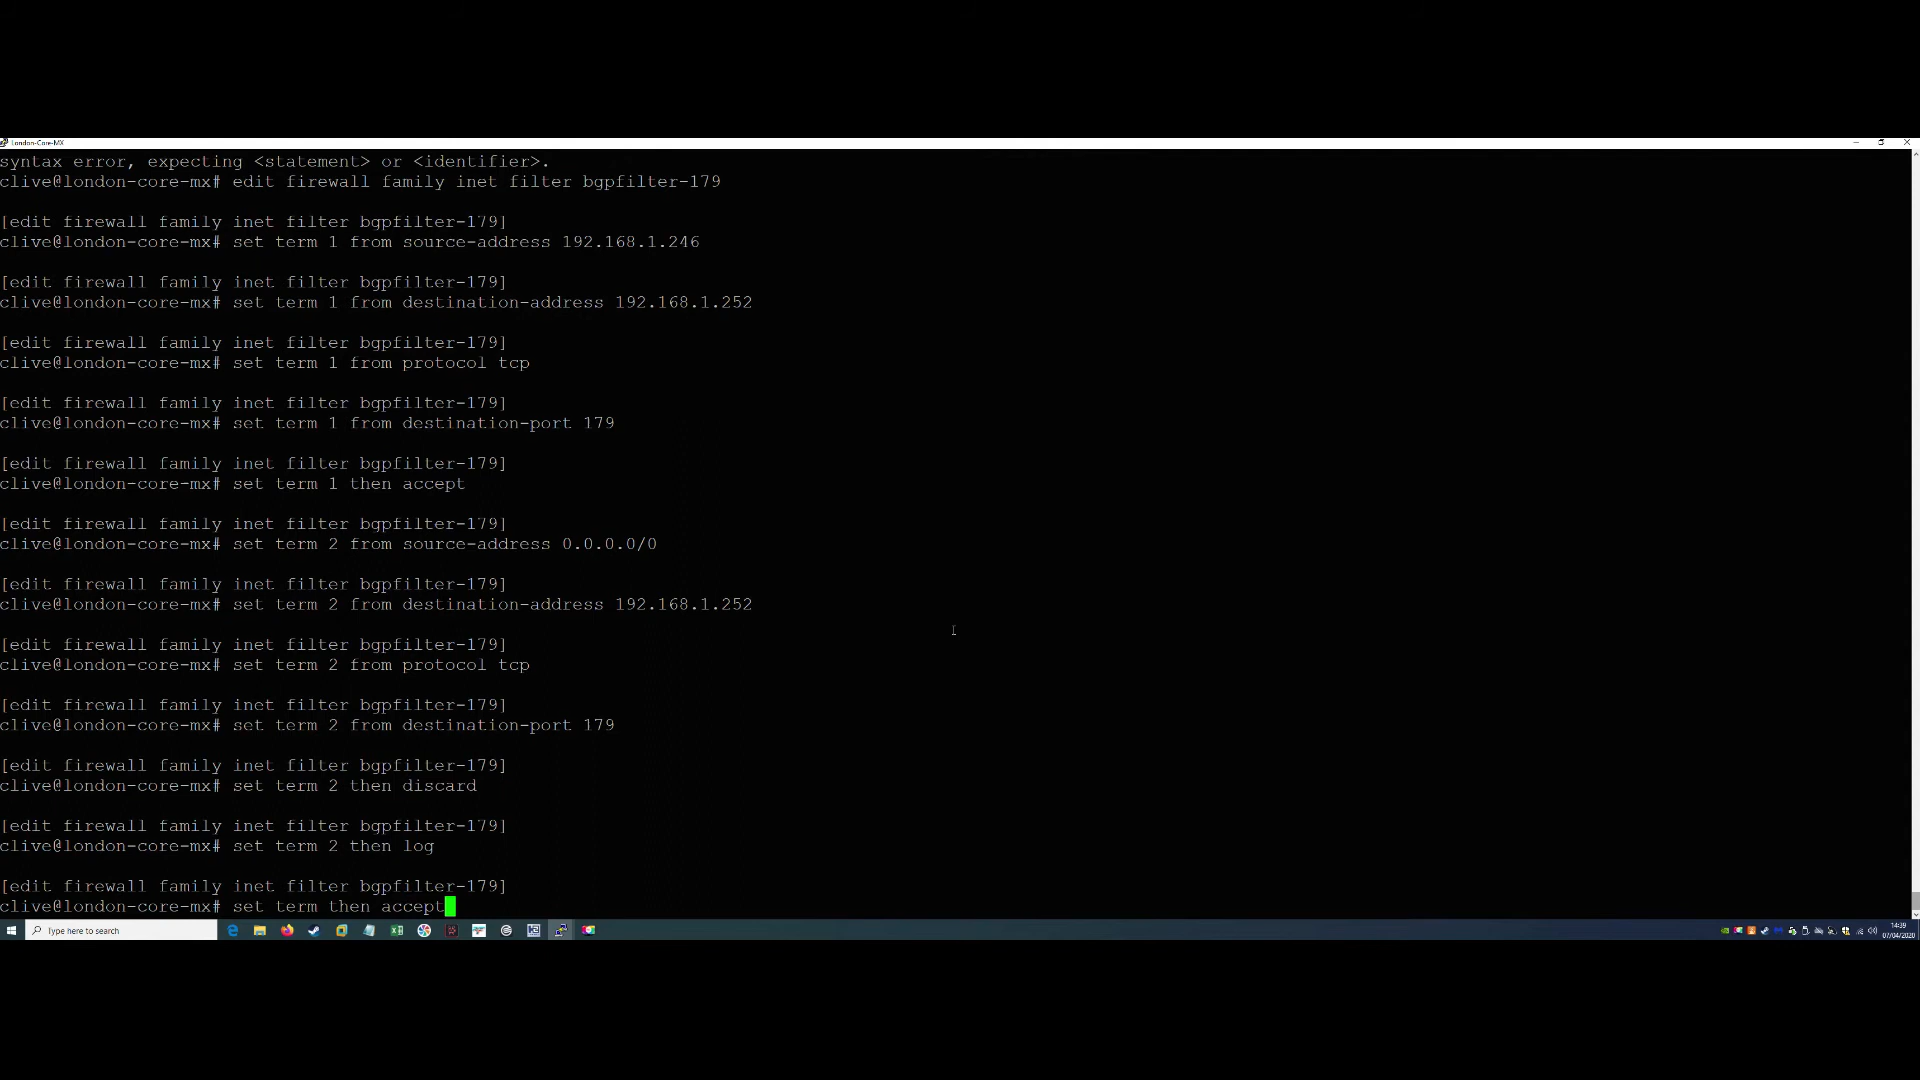 London-Core-MX
syntax error, expecting <statement> or <identifier>.
clive@london-core-mx# edit firewall family inet filter bgpfilter-179
[edit firewall family inet filter bgpfilter-179]
clive@london-core-mx# set term 1 from source-address 192.168.1.246
[edit firewall family inet filter bgpfilter-179]
clive@london-core-mx# set term 1 from destination-address 192.168.1.252
[edit firewall family inet filter bgpfilter-179]
clive@london-core-mx# set term 1 from protocol tcp
[edit firewall family inet filter bgpfilter-179]
clive@london-core-mx# set term 1 from destination-port 179
[edit firewall family inet filter bgpfilter-179]
clive@london-core-mx# set term 1 then accept
[edit firewall family inet filter bgpfilter-179]
clive@london-core-mx# set term 2 from source-address 0.0.0.0/0
[edit firewall family inet filter bgpfilter-179]
clive@london-core-mx# set term 2 from destination-address 192.168.1.252
[edit firewall family inet filter bgpfilter-179]
clive@london-core-mx# set term 2 from protocol tcp
[edit firewall family inet filter bgpfilter-179]
clive@london-core-mx# set term 2 from destination-port 179
[edit firewall family inet filter bgpfilter-179]
clive@london-core-mx# set term 2 then discard
[edit firewall family inet filter bgpfilter-179]
clive@london-core-mx# set term 2 then log
[edit firewall family inet filter bgpfilter-179]
clive@london-core-mx# set term then accept
Type here to search
14:39
07/04/2020